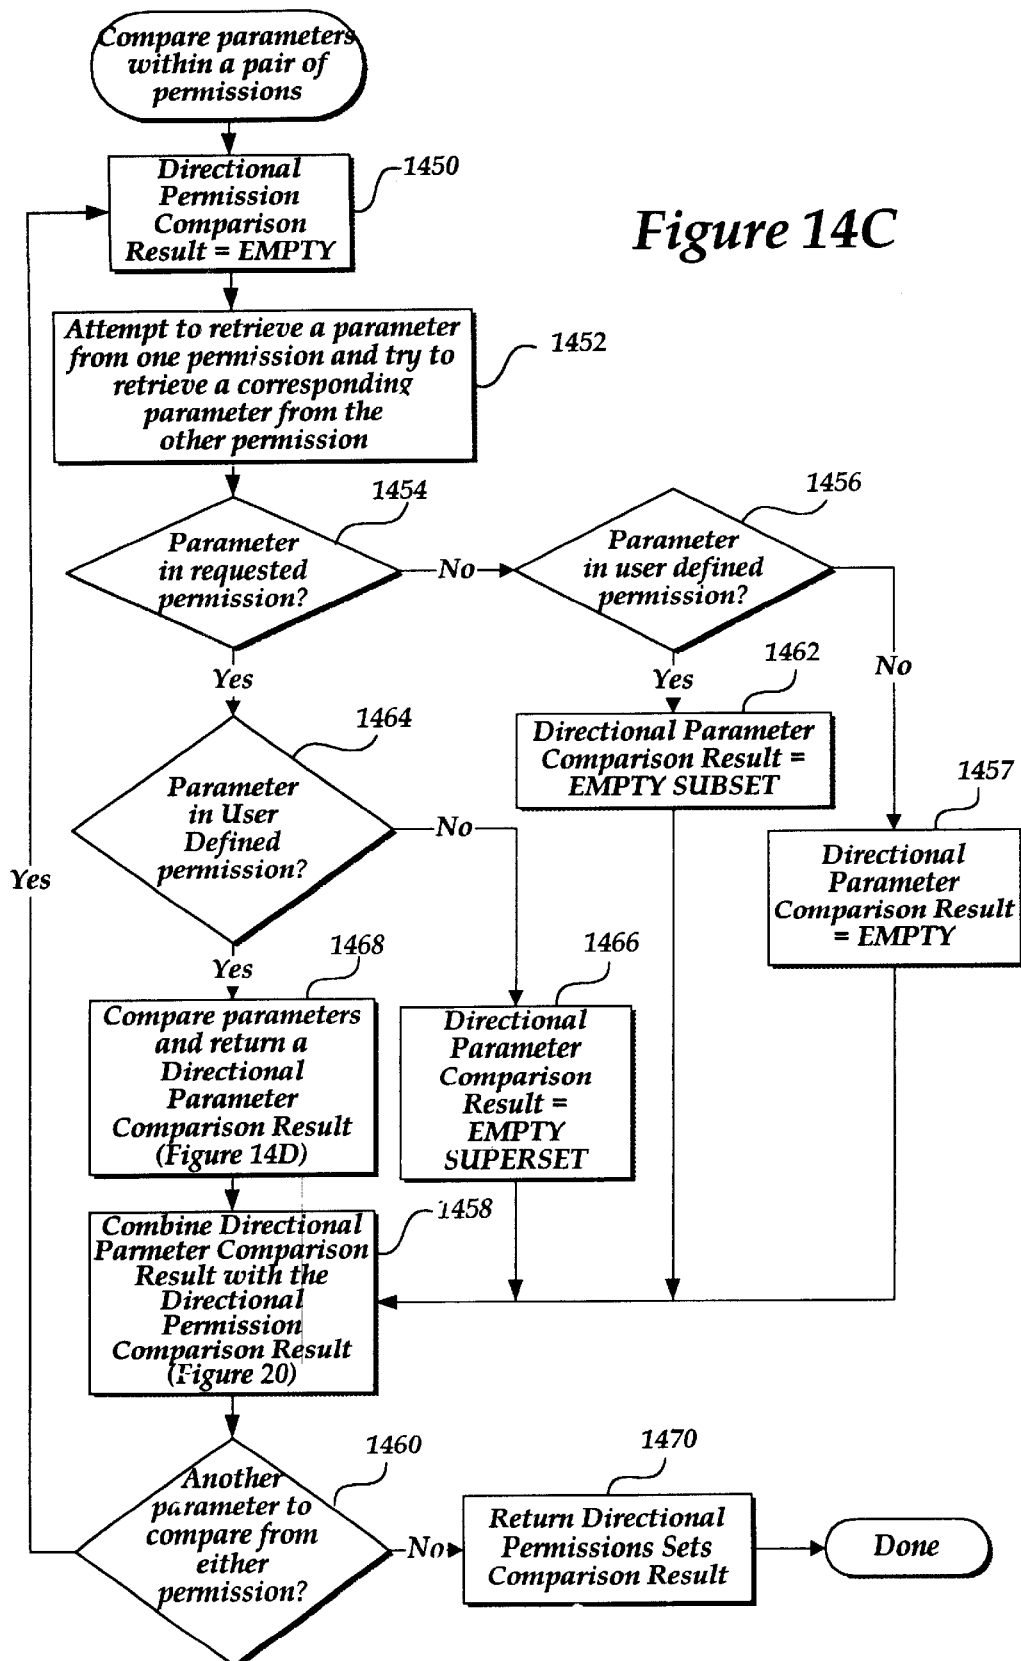 Compare parameters
within a pair of
permissions
Directional
Permission
Comparison
Result = EMPTY
1450
Figure 14C
Attempt to retrieve a parameter
from one permission and try to
retrieve a corresponding
parameter from the
other permission
1452
1454
Parameter
in requested
permission?
No
1456
Parameter
in user defined
permission?
No
Yes
Yes
1462
Directional Parameter
Comparison Result =
EMPTY SUBSET
1464
Parameter
in User
Defined
permission?
No
1457
Directional
Parameter
Comparison Result
= EMPTY
Yes
Yes
1468
Compare parameters
and return a
Directional
Parameter
Comparison Result
(Figure 14D)
1466
Directional
Parameter
Comparison
Result =
EMPTY
SUPERSET
1458
Combine Directional
Parmeter Comparison
Result with the
Directional
Permission
Comparison Result
(Figure 20)
1460
Another
parameter to
compare from
either
permission?
No
1470
Return Directional
Permissions Sets
Comparison Result
Done